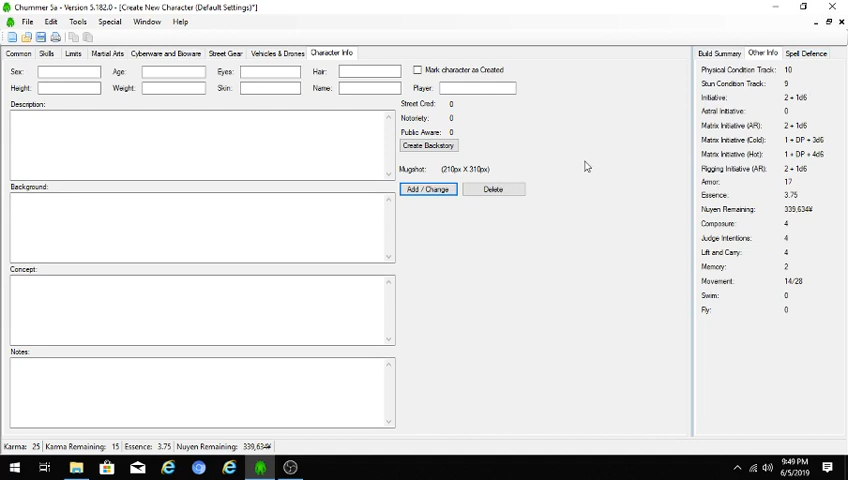 Chummer 5a - Version 5.182.0 - [Create New Character (Default Settings)*]
File Edit Tools Special Window Help
Common Skills Limits Martial Arts Cyberware and Bioware Street Gear Vehicles & Drones Character Info
Build Summary Other Info Spell Defence
Sex: Age: Eyes: Hair: Mark character as Created
Height: Weight: Skin: Name: Player:
Description:
Street Cred: 0
Notoriety: 0
Public Aware: 0
Create Backstory
Mugshot: (210px X 310px)
Add / Change Delete
Background:
Concept:
Notes:
Physical Condition Track: 10
Stun Condition Track: 9
Initiative: 2 + 1d6
Astral Initiative: 0
Matrix Initiative (AR): 2 + 1d6
Matrix Initiative (Cold): 1 + DP + 3d6
Matrix Initiative (Hot): 1 + DP + 4d6
Rigging Initiative (AR): 2 + 1d6
Armor: 17
Essence: 3.75
Nuyen Remaining: 339,634¥
Composure: 4
Judge Intentions: 4
Lift and Carry: 4
Memory: 2
Movement: 14/28
Swim: 0
Fly: 0
Karma: 25 Karma Remaining: 15 Essence: 3.75 Nuyen Remaining: 339,634¥
9:49 PM
6/5/2019